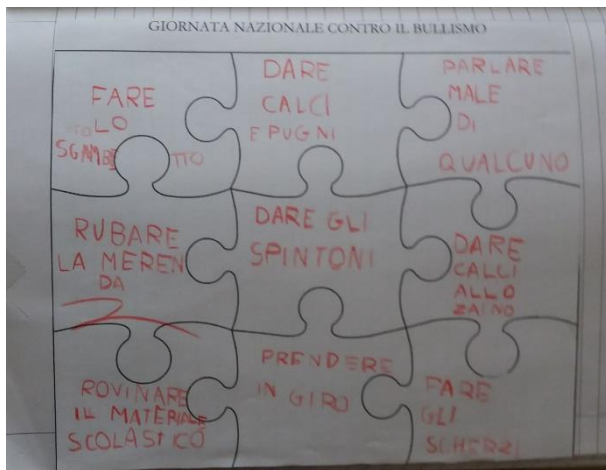 GIORNATA NAZIONALE CONTRO IL BULLISMO
FARE
LO
SGAMBETTO
DARE
CALCI
E PUGNI
PARLARE
MALE
DI
QUALCUNO
RUBARE
LA MEREN
DA
DARE GLI
SPINTONI
DARE
CALCI
ALLO
ZAINO
ROVINARE
IL MATERIALE
SCOLASTICO
PRENDERE
IN GIRO
FARE
GLI
SCHERZI